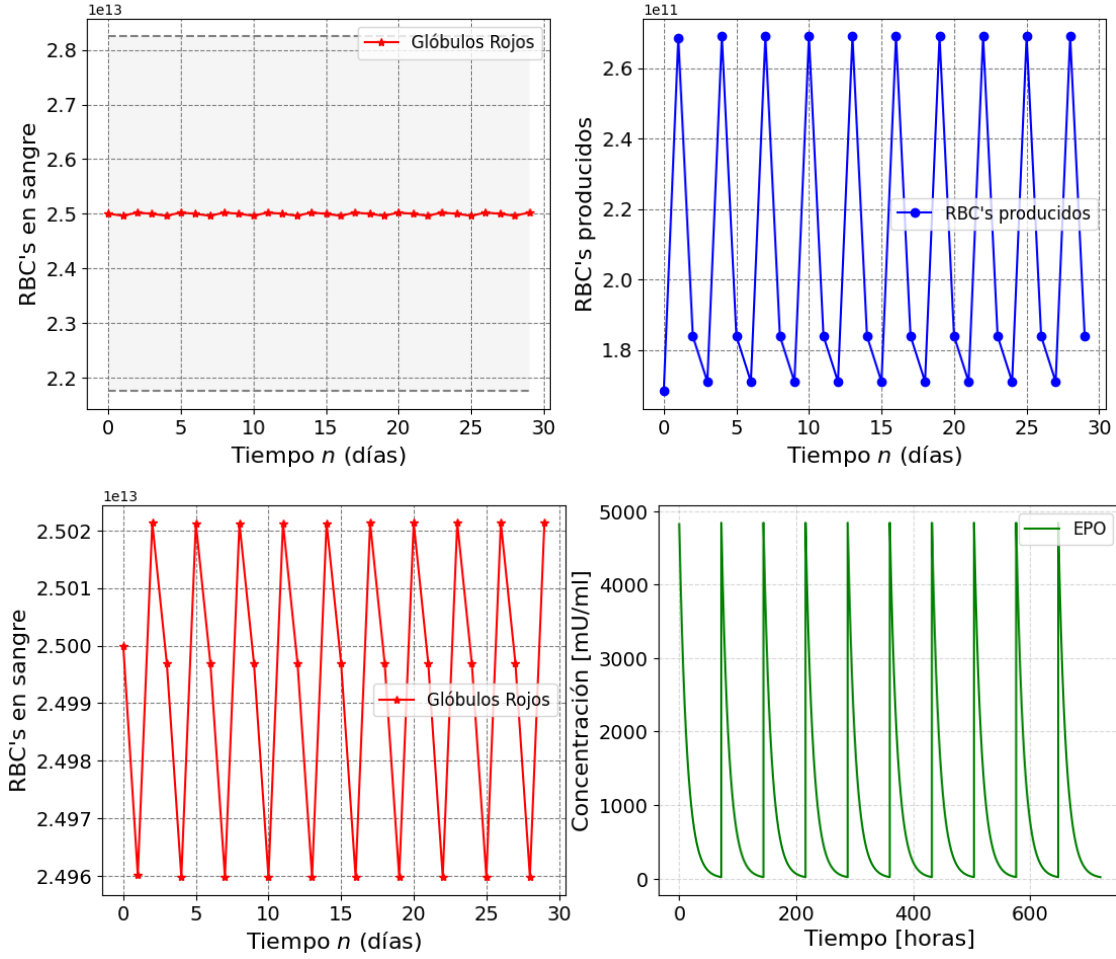 1e13
2.8
2.7
2.6
2.5
2.4
2.3
2.2
RBC's en sangre
Glóbulos Rojos
0 5 10 15 20 25 30
Tiempo n (días)
1e11
2.6
2.4
2.2
2.0
1.8
RBC's producidos
RBC's producidos
0 5 10 15 20 25 30
Tiempo n (días)
1e13
2.502
2.501
2.500
2.499
2.498
2.497
2.496
RBC's en sangre
Glóbulos Rojos
0 5 10 15 20 25 30
Tiempo n (días)
5000
4000
3000
2000
1000
0
Concentración [mU/ml]
EPO
0 200 400 600
Tiempo [horas]